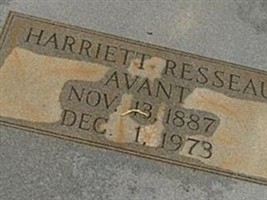 HARRIETT RESSEAU
AVANT
NOV. 13, 1887
DEC. 1, 1973